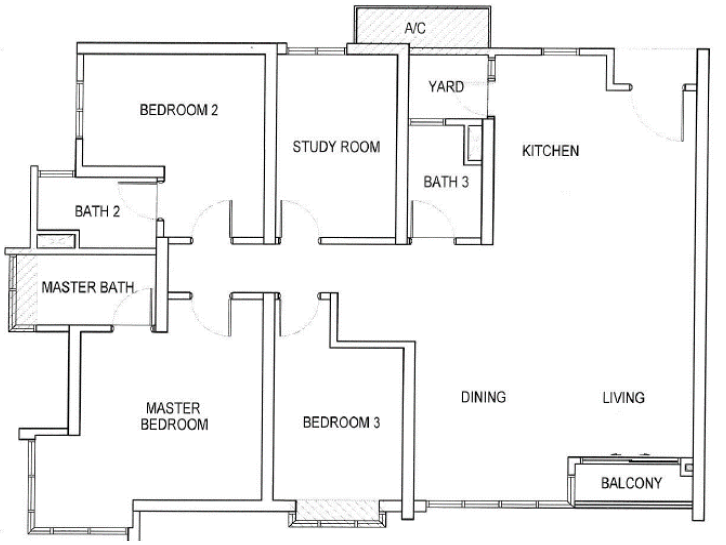 A/C
YARD
BEDROOM 2
STUDY ROOM
KITCHEN
BATH 3
BATH 2
MASTER BATH
DINING
LIVING
MASTER
BEDROOM
BEDROOM 3
BALCONY